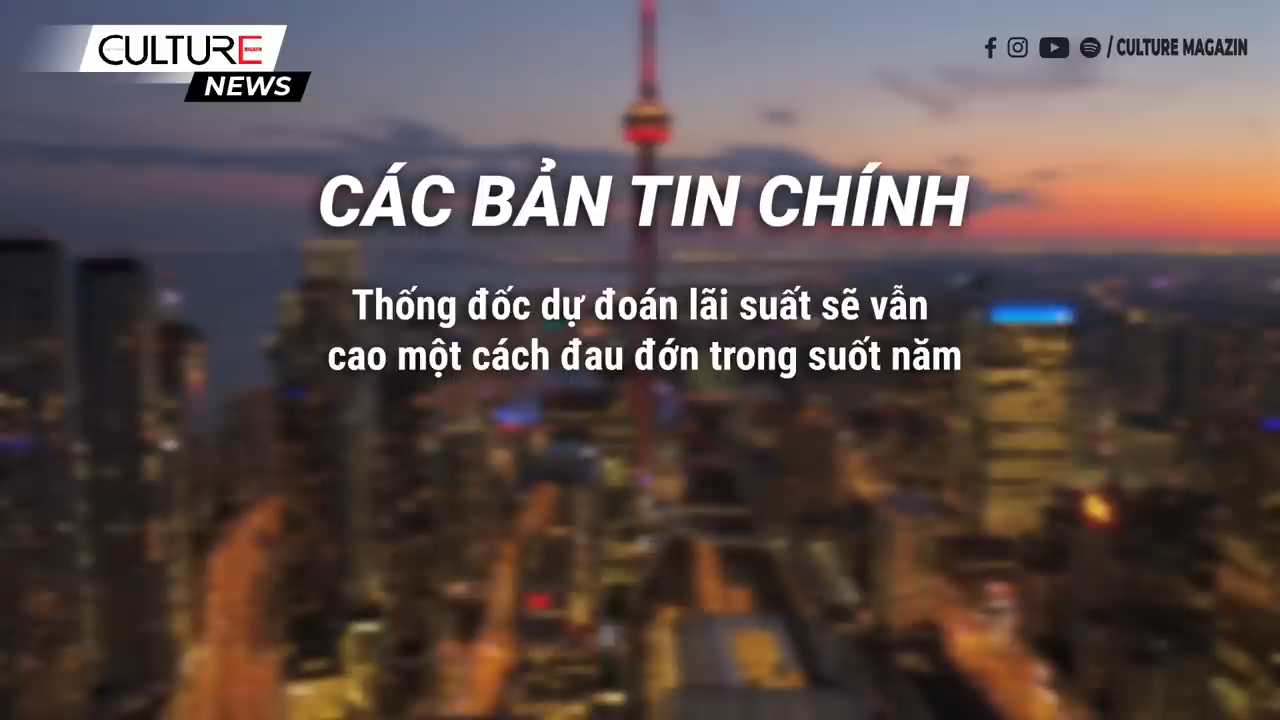 CULTURE
NEWS
/ CULTURE MAGAZIN
CÁC BẢN TIN CHÍNH
Thống đốc dự đoán lãi suất sẽ vẫn
cao một cách đau đớn trong suốt năm